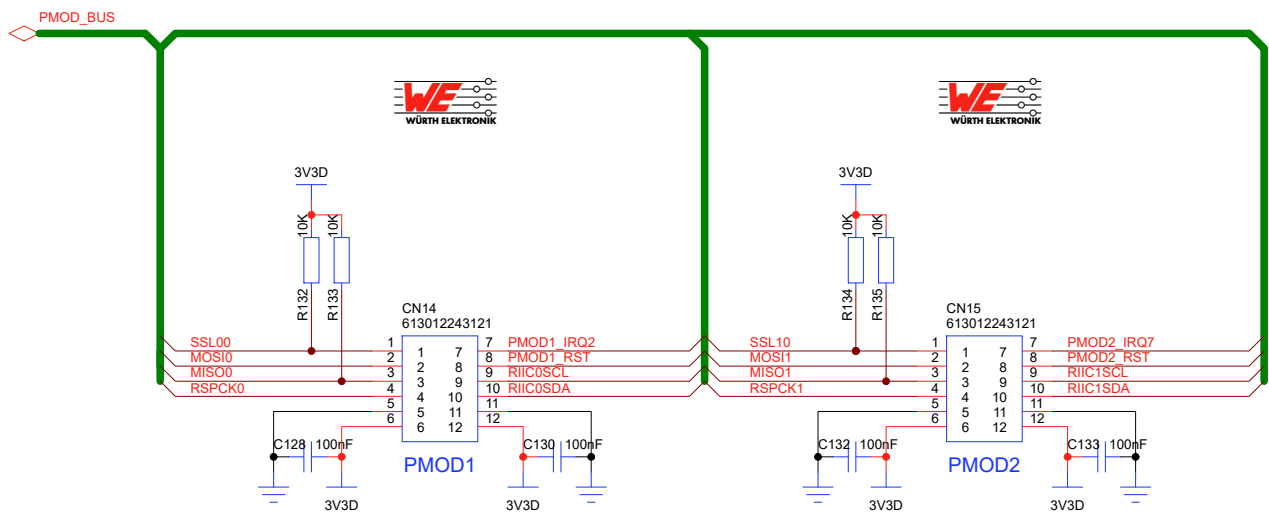 PMOD_BUS
WE
WÜRTH ELEKTRONIK
WE
WÜRTH ELEKTRONIK
3V3D
10K
10K
R132
R133
3V3D
10K
10K
R134
R135
CN14
613012243121
CN15
613012243121
SSL00 1 1 7 7 PMOD1_IRQ2
MOSI0 2 2 8 8 PMOD1_RST
MISO0 3 3 9 9 RIIC0SCL
RSPCK0 4 4 10 10 RIIC0SDA
5 5 11 11
6 6 12 12
SSL10 1 1 7 7 PMOD2_IRQ7
MOSI1 2 2 8 8 PMOD2_RST
MISO1 3 3 9 9 RIIC1SCL
RSPCK1 4 4 10 10 RIIC1SDA
5 5 11 11
6 6 12 12
C128 100nF
C130 100nF
C132 100nF
C133 100nF
PMOD1
PMOD2
3V3D
3V3D
3V3D
3V3D